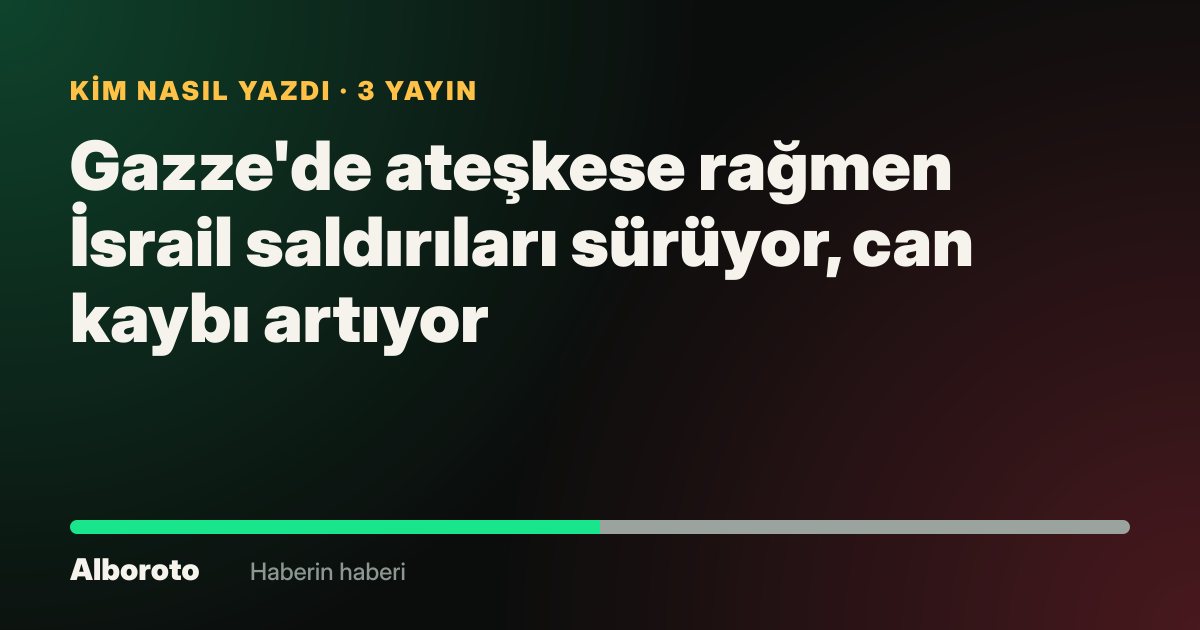 KİM NASIL YAZDI · 3 YAYIN
Gazze'de ateşkese rağmen
İsrail saldırıları sürüyor, can
kaybı artıyor
Alboroto Haberin haberi